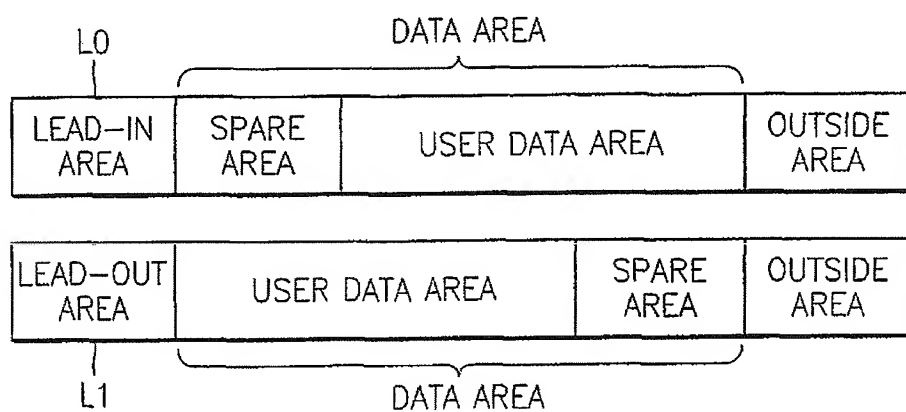 L0
DATA AREA
LEAD-IN AREA
SPARE AREA
USER DATA AREA
OUTSIDE AREA
LEAD-OUT AREA
USER DATA AREA
SPARE AREA
OUTSIDE AREA
L1
DATA AREA